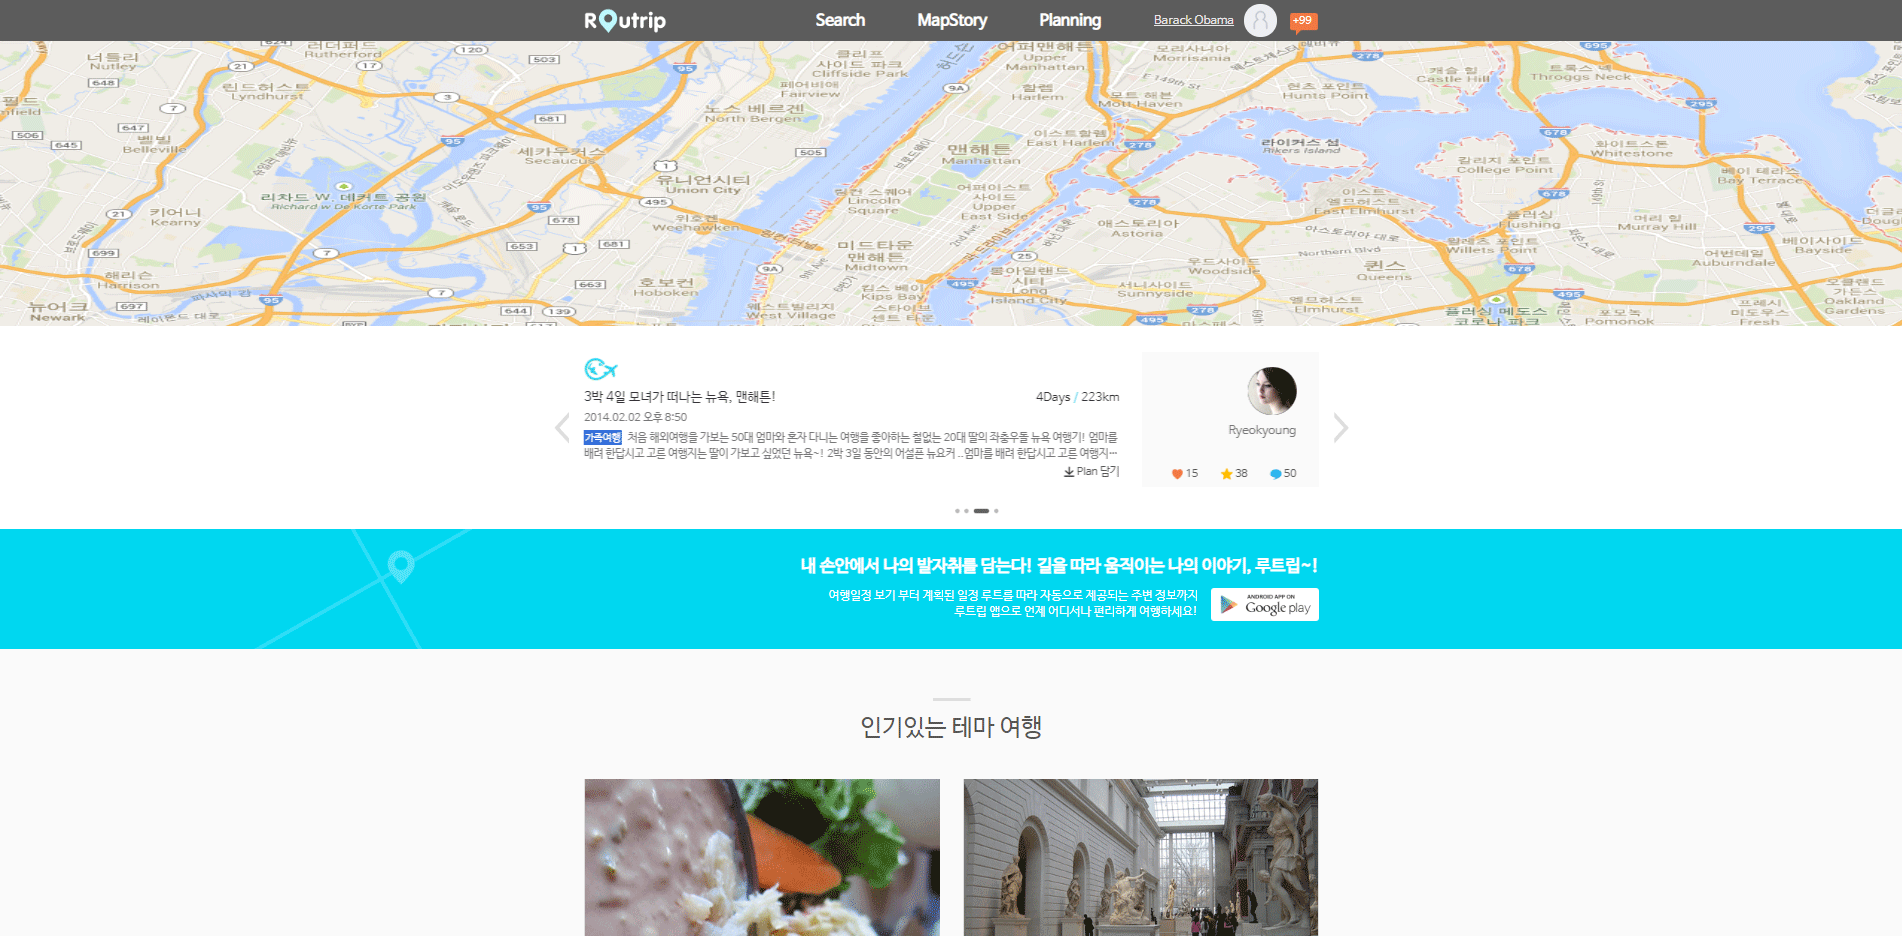 ROutrip
Search
MapStory
Planning
Barack Obama
+99
너틀리
Nutley
러더퍼드
Rutherford
린드허스트
Lyndhurst
벨빌
Belleville
세카우커스
Secaucus
리차드 W. 데커트 공원
Richard W De Korte Park
키어니
Kearny
해리슨
Harrison
뉴어크
Newark
클리프
사이드 파크
Cliffside Park
페어비애
Fairview
노스 베르겐
North Bergen
유니언시티
Union City
위호켄
Weehawken
호보컨
Hoboken
어퍼맨해튼
Upper
Manhattan
할렘
Harlem
이스트할렘
East Harlem
맨해튼
Manhattan
링컨 스퀘어
Lincoln
Square
어퍼이스트
사이드
Upper
East Side
미드타운
맨해튼
Midtown
킵스 베이
Kips Bay
웨스트빌리지
West Village
스타이브
센트 타운
롱아일랜드
시티
Long
Island City
모리사니아
Morrisania
E 149th St
모트 헤븐
Mott Haven
헌츠 포인트
Hunts Point
캐슬 힐
Castle Hill
트록스 넥
Throggs Neck
라이커스 섬
Rikers Island
칼리지 포인트
College Point
화이트스톤
Whitestone
베이 테라스
Bay Terrace
애스토리아
Astoria
이스트
엘므허스트
East Elmhurst
아스토리아 대로
Northern Blvd
플러싱
Flushing
머리 힐
Murray Hill
윌레츠 포인트
Willets Point
우드사이드
Woodside
서니사이드
Sunnyside
퀸스
Queens
엘므허스트
Elmhurst
어번데일
Auburndale
베이사이드
Bayside
플러싱 메도스
코로나 파크
포모녹
Pomonok
프레시
미도우스
Fresh
오클랜드
가든스
Oakland
Gardens
3박 4일 모녀가 떠나는 뉴욕, 맨해튼!
4Days / 223km
2014.02.02 오후 8:50
가족여행 처음 해외여행을 가보는 50대 엄마와 혼자 다니는 여행을 좋아하는 철없는 20대 딸의 좌충우돌 뉴욕 여행기! 엄마를
배려 한답시고 고른 여행지는 딸이 가보고 싶었던 뉴욕~! 2박 3일 동안의 어설픈 뉴요커 ..엄마를 배려 한답시고 고른 여행지…
Plan 담기
Ryeokyoung
15
38
50
내 손안에서 나의 발자취를 담는다! 길을 따라 움직이는 나의 이야기, 루트립~!
여행일정 보기 부터 계획된 일정 루트를 따라 자동으로 제공되는 주변 정보까지
루트립 앱으로 언제 어디서나 편리하게 여행하세요!
ANDROID APP ON
Google play
인기있는 테마 여행